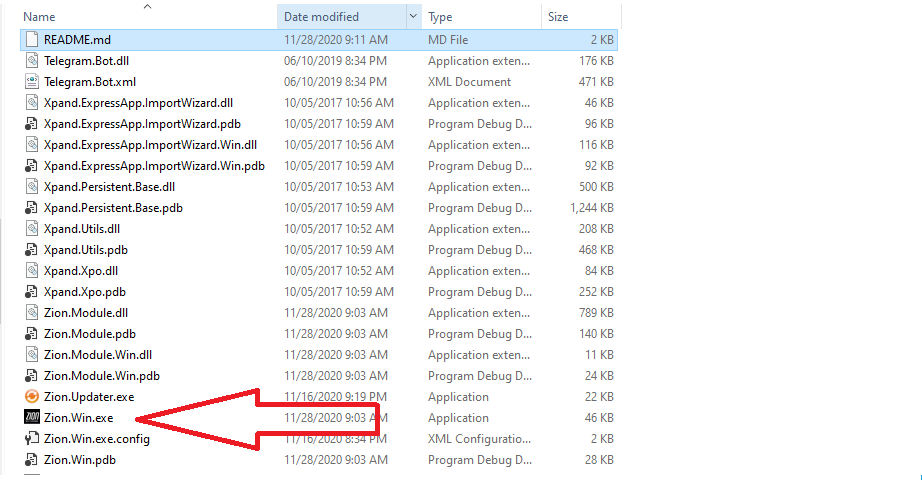 Name Date modified Type Size
README.md 11/28/2020 9:11 AM MD File 2 KB
Telegram.Bot.dll 06/10/2019 8:34 PM Application exten... 176 KB
Telegram.Bot.xml 06/10/2019 8:34 PM XML Document 471 KB
Xpand.ExpressApp.ImportWizard.dll 10/05/2017 10:56 AM Application exten... 46 KB
Xpand.ExpressApp.ImportWizard.pdb 10/05/2017 10:59 AM Program Debug D... 96 KB
Xpand.ExpressApp.ImportWizard.Win.dll 10/05/2017 10:56 AM Application exten... 116 KB
Xpand.ExpressApp.ImportWizard.Win.pdb 10/05/2017 10:59 AM Program Debug D... 92 KB
Xpand.Persistent.Base.dll 10/05/2017 10:53 AM Application exten... 500 KB
Xpand.Persistent.Base.pdb 10/05/2017 10:59 AM Program Debug D... 1,244 KB
Xpand.Utils.dll 10/05/2017 10:52 AM Application exten... 208 KB
Xpand.Utils.pdb 10/05/2017 10:59 AM Program Debug D... 468 KB
Xpand.Xpo.dll 10/05/2017 10:52 AM Application exten... 84 KB
Xpand.Xpo.pdb 10/05/2017 10:59 AM Program Debug D... 252 KB
Zion.Module.dll 11/28/2020 9:03 AM Application exten... 789 KB
Zion.Module.pdb 11/28/2020 9:03 AM Program Debug D... 140 KB
Zion.Module.Win.dll 11/28/2020 9:03 AM Application exten... 11 KB
Zion.Module.Win.pdb 11/28/2020 9:03 AM Program Debug D... 24 KB
Zion.Updater.exe 11/16/2020 9:19 PM Application 22 KB
ZION Zion.Win.exe 11/28/2020 9:03 AM Application 46 KB
Zion.Win.exe.config 11/16/2020 8:34 PM XML Configuratio... 2 KB
Zion.Win.pdb 11/28/2020 9:03 AM Program Debug D... 28 KB